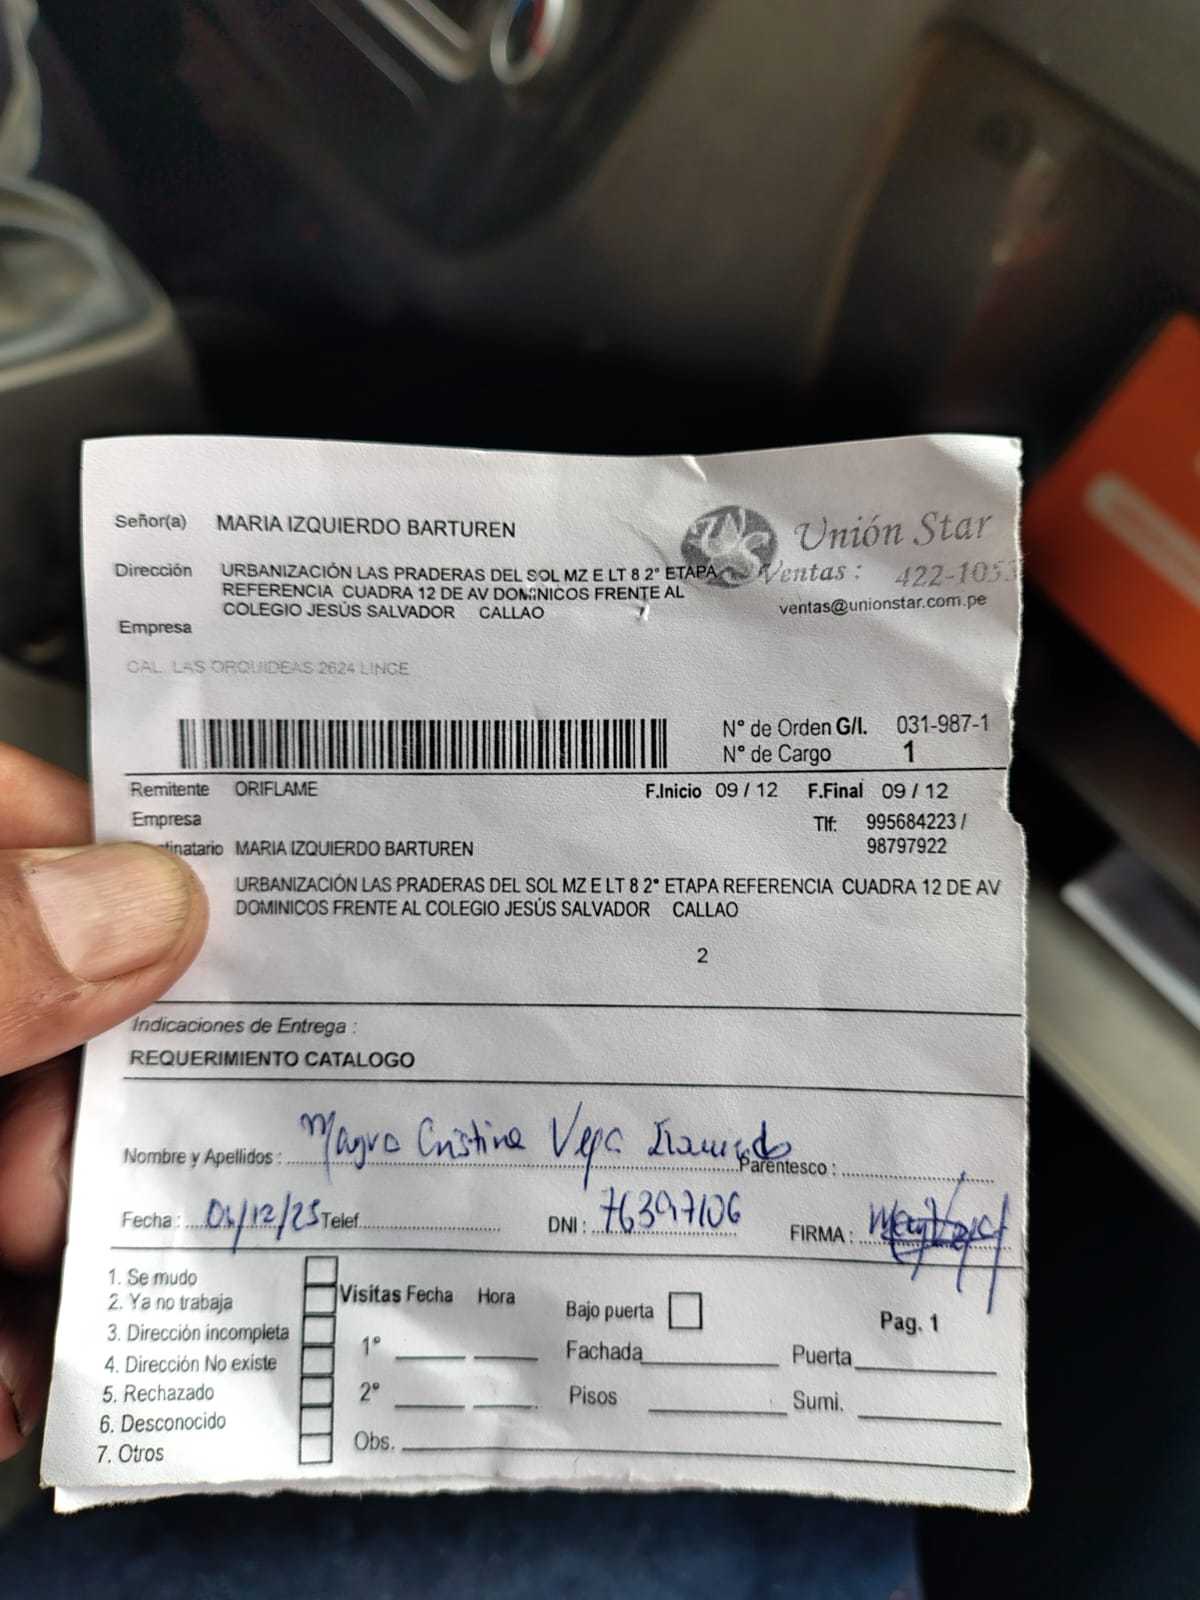 Señor(a) MARIA IZQUIERDO BARTUREN
Unión Star
Dirección URBANIZACIÓN LAS PRADERAS DEL SOL MZ E LT 8 2° ETAPA
Ventas : 422-1053
REFERENCIA CUADRA 12 DE AV DOMINICOS FRENTE AL
COLEGIO JESÚS SALVADOR CALLAO
ventas@unionstar.com.pe
Empresa
CAL. LAS ORQUIDEAS 2624 LINCE
N° de Orden G/I. 031-987-1
N° de Cargo 1
Remitente ORIFLAME F.Inicio 09 / 12 F.Final 09 / 12
Empresa Tlf: 995684223 /
98797922
tinatario MARIA IZQUIERDO BARTUREN
URBANIZACIÓN LAS PRADERAS DEL SOL MZ E LT 8 2° ETAPA REFERENCIA CUADRA 12 DE AV
DOMINICOS FRENTE AL COLEGIO JESÚS SALVADOR CALLAO
2
Indicaciones de Entrega :
REQUERIMIENTO CATALOGO
Nombre y Apellidos : Mayra Cristina Vega Parentesco :
Fecha : /12/25 Telef. DNI : 76397106 FIRMA :
1. Se mudo
2. Ya no trabaja
3. Dirección incompleta
4. Dirección No existe
5. Rechazado
6. Desconocido
7. Otros
Visitas Fecha Hora
1°
2°
Obs.
Bajo puerta
Pag. 1
Fachada Puerta
Pisos Sumi.